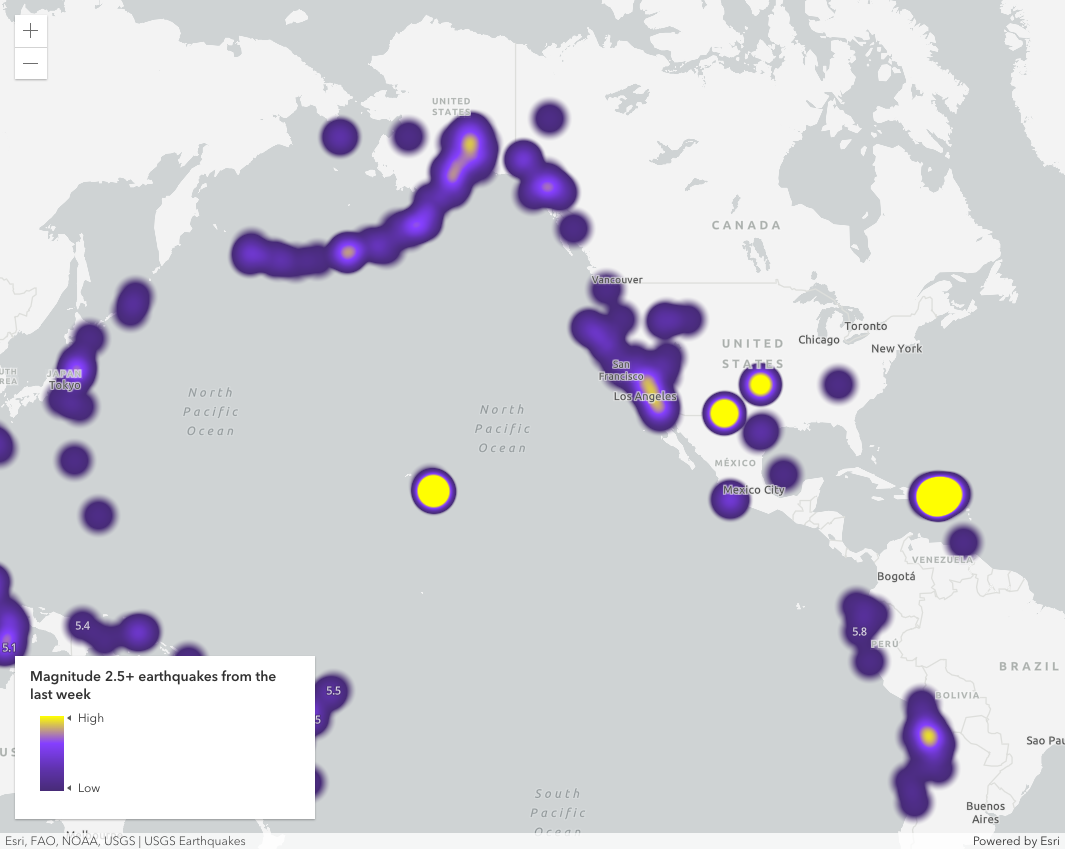 UNITED
STATES
CANADA
Vancouver
Toronto
Chicago
New York
UNITED
STATES
San
Francisco
Los Angeles
JAPAN
Tokyo
North
Pacific
Ocean
North
Pacific
Ocean
MÉXICO
Mexico City
VENEZUELA
Bogotá
5.4
5.8
PERÚ
5.1
BRAZIL
BOLIVIA
5.5
5
Sao Pau
Magnitude 2.5+ earthquakes from the
last week
High
Low
South
Pacific
Ocean
Buenos
Aires
Esri, FAO, NOAA, USGS | USGS Earthquakes
Powered by Esri